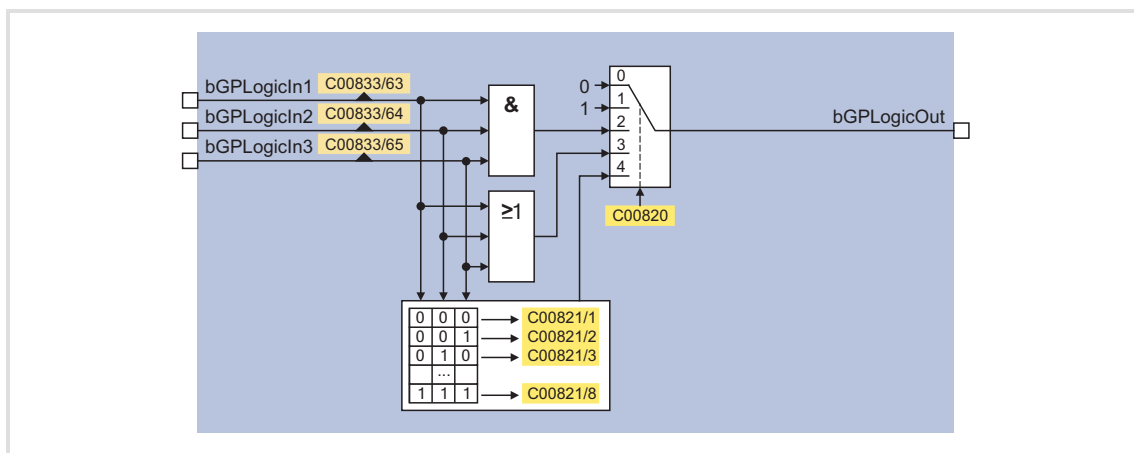 bGPLogicIn1 C00833/63
bGPLogicIn2 C00833/64
bGPLogicIn3 C00833/65
&
≥1
0
1
0
1
2
3
4
C00820
bGPLogicOut
0 0 0 C00821/1
0 0 1 C00821/2
0 1 0 C00821/3
...
1 1 1 C00821/8